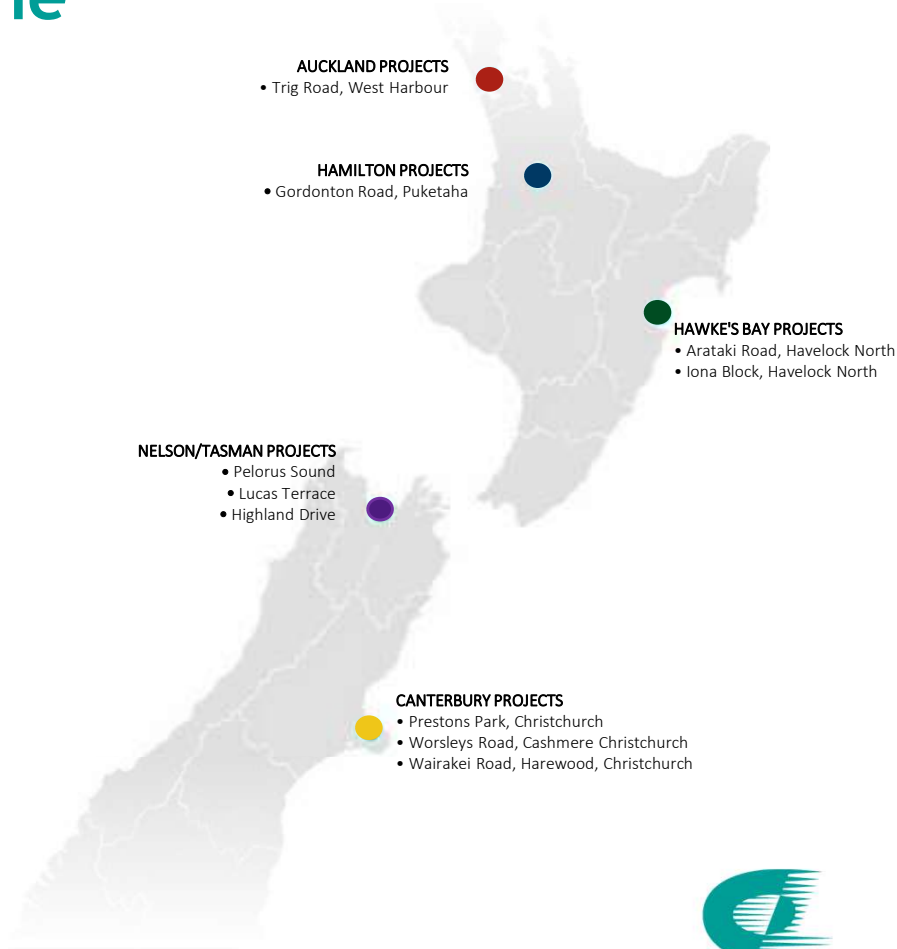 AUCKLAND PROJECTS
• Trig Road, West Harbour
HAMILTON PROJECTS
• Gordonton Road, Puketaha
HAWKE'S BAY PROJECTS
• Arataki Road, Havelock North
• Iona Block, Havelock North
NELSON/TASMAN PROJECTS
• Pelorus Sound
• Lucas Terrace
• Highland Drive
CANTERBURY PROJECTS
• Prestons Park, Christchurch
• Worsleys Road, Cashmere Christchurch
• Wairakei Road, Harewood, Christchurch